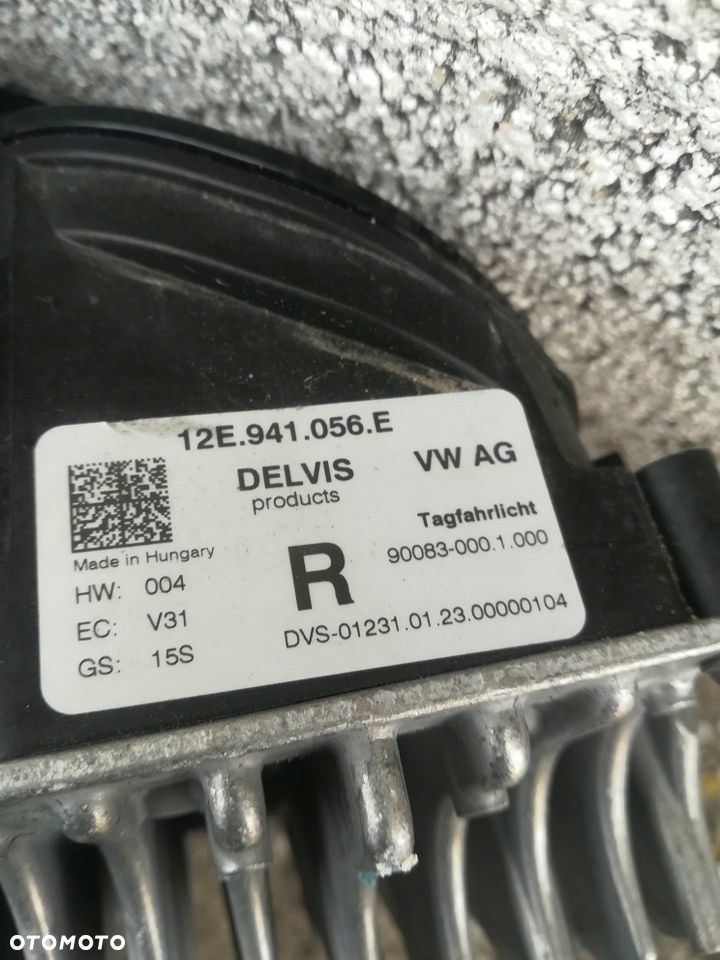 12E.941.056.E
DELVIS
products
VW AG
Made in Hungary
Tagfahrlicht
90083-000.1.000
HW: 004
EC: V31
GS: 15S
R
DVS-01231.01.23.00000104
OTOMOTO